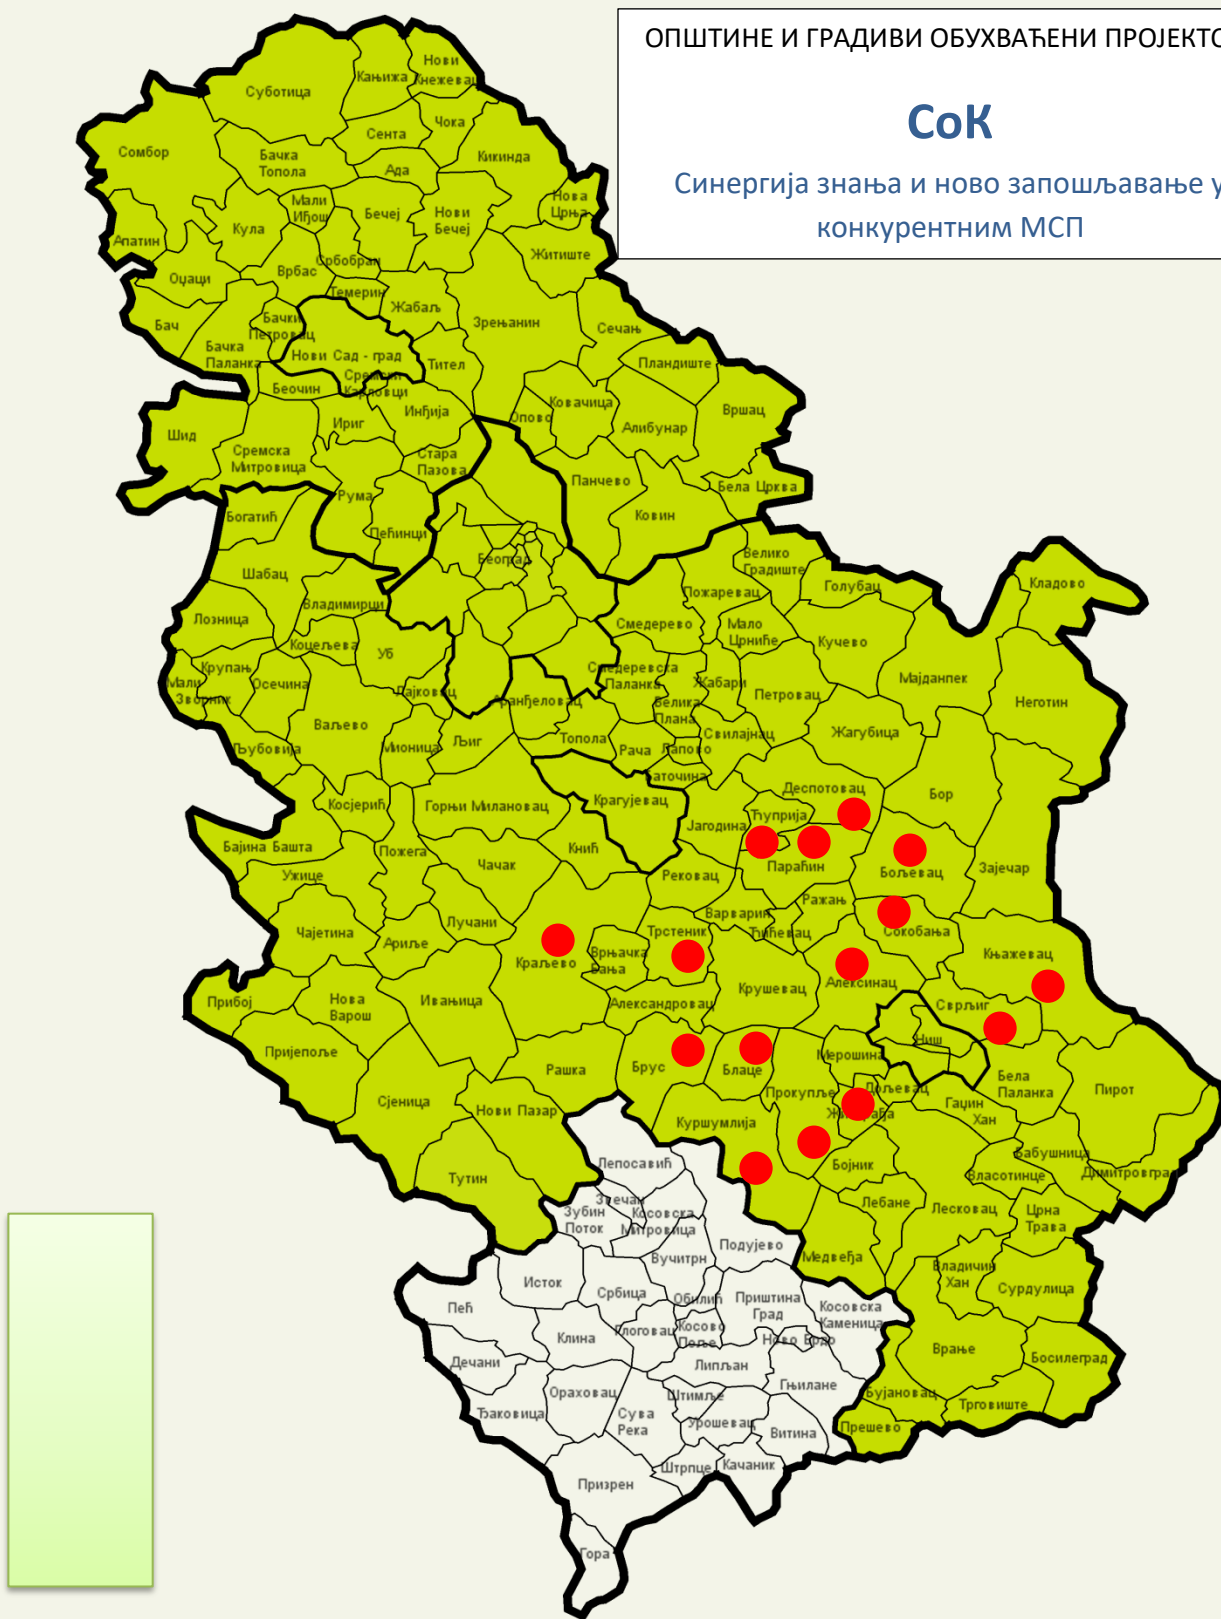 ОПШТИНЕ И ГРАДИВИ ОБУХВАЋЕНИ ПРОЈЕКТО
СоК
Синергија знања и ново запошљавање у
конкурентним МСП
Суботица
Кањижа
Нови
Кнежевац
Сомбор
Бачка
Топола
Сента
Чока
Ада
Кикинда
Апатин
Кула
Мали
Иђош
Бечеј
Нови
Бечеј
Нова
Црња
Оџаци
Врбас
Србобран
Житиште
Темерин
Жабаљ
Бач
Бачка
Паланка
Бачки
Петровац
Зрењанин
Сечањ
Нови Сад - град
Тител
Пландиште
Беочин
Сремски
Карловци
Шид
Ириг
Инђија
Опово
Ковачица
Алибунар
Вршац
Сремска
Митровица
Стара
Пазова
Рума
Панчево
Бела Црква
Ковин
Богатић
Пећинци
Београд
Велико
Градиште
Голубац
Кладово
Шабац
Владимирци
Пожаревац
Лозница
Смедерево
Мало
Црниће
Кучево
Коцељева
Уб
Крупањ
Мали
Зворник
Осечина
Лајковац
Смедеревска
Паланка
Жабари
Петровац
Мајданпек
Неготин
Аранђеловац
Велика
Плана
Ваљево
Топола
Свилајнац
Жагубица
Љубовија
Мионица
Љиг
Рача
Лапово
Баточина
Косјерић
Горњи Милановац
Крагујевац
Деспотовац
Бор
Ћуприја
Јагодина
Бајина Башта
Пожега
Кнић
Чачак
Параћин
Бољевац
Зајечар
Ужице
Рековац
Ражањ
Варварин
Ћићевац
Сокобања
Чајетина
Ариље
Лучани
Трстеник
Краљево
Врњачка
Бања
Књажевац
Алексинац
Прибој
Нова
Варош
Ивањица
Александровац
Крушевац
Сврљиг
Ниш
Пријепоље
Рашка
Брус
Блаце
Мерошина
Бела
Паланка
Пирот
Сјеница
Нови Пазар
Прокупље
Дољевац
Житорађа
Гаџин
Хан
Куршумлија
Бабушница
Тутин
Лепосавић
Бојник
Власотинце
Димитровград
Звечан
Зубин
Поток
Косовска
Митровица
Лебане
Лесковац
Црна
Трава
Подујево
Вучитрн
Медвеђа
Владичин
Хан
Сурдулица
Исток
Србица
Обилић
Приштина
Град
Косовска
Каменица
Пећ
Клина
Глоговац
Косово
Поље
Ново Брдо
Врање
Босилеград
Дечани
Липљан
Гњилане
Ораховац
Штимље
Бујановац
Трговиште
Ђаковица
Сува
Река
Урошевац
Витина
Прешево
Призрен
Штрпце
Качаник
Гора